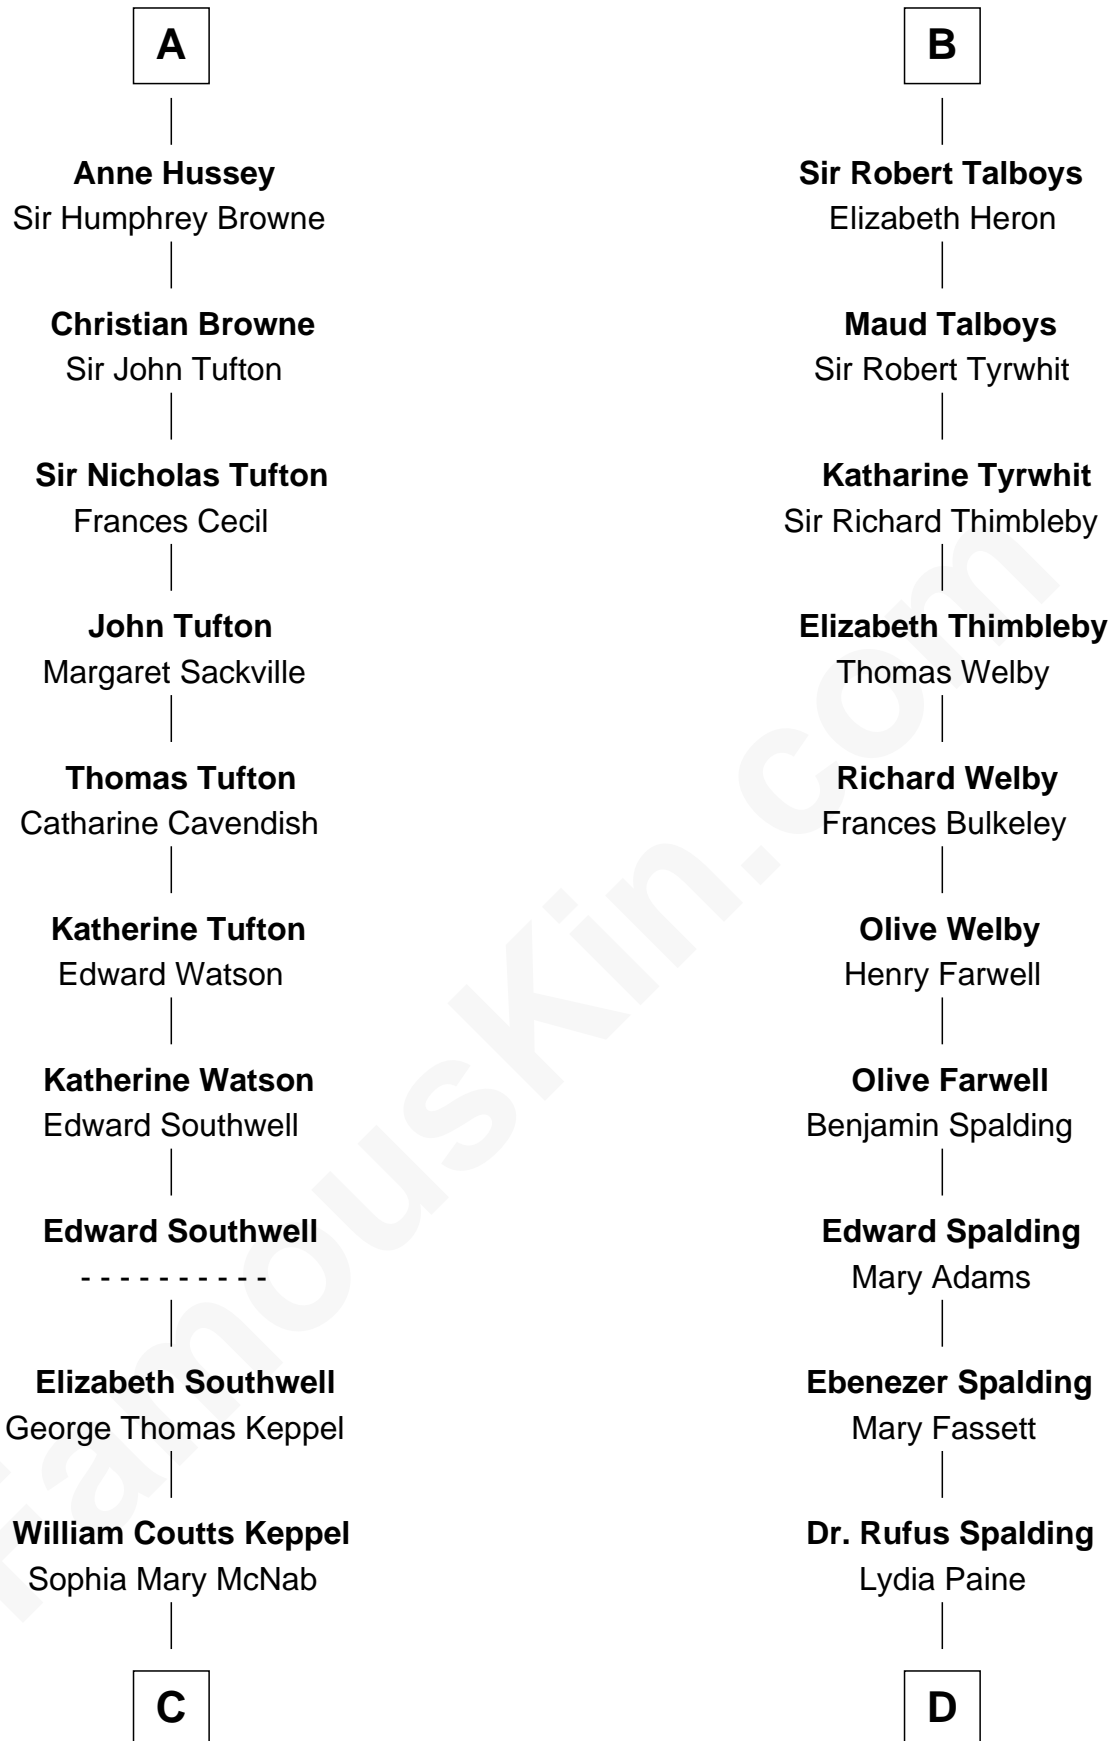 A
Anne Hussey
Sir Humphrey Browne
Christian Browne
Sir John Tufton
Sir Nicholas Tufton
Frances Cecil
John Tufton
Margaret Sackville
Thomas Tufton
Catharine Cavendish
Katherine Tufton
Edward Watson
Katherine Watson
Edward Southwell
Edward Southwell
- - - - - - - - - -
Elizabeth Southwell
George Thomas Keppel
William Coutts Keppel
Sophia Mary McNab
C
B
Sir Robert Talboys
Elizabeth Heron
Maud Talboys
Sir Robert Tyrwhit
Katharine Tyrwhit
Sir Richard Thimbleby
Elizabeth Thimbleby
Thomas Welby
Richard Welby
Frances Bulkeley
Olive Welby
Henry Farwell
Olive Farwell
Benjamin Spalding
Edward Spalding
Mary Adams
Ebenezer Spalding
Mary Fassett
Dr. Rufus Spalding
Lydia Paine
D
FamousKin.com